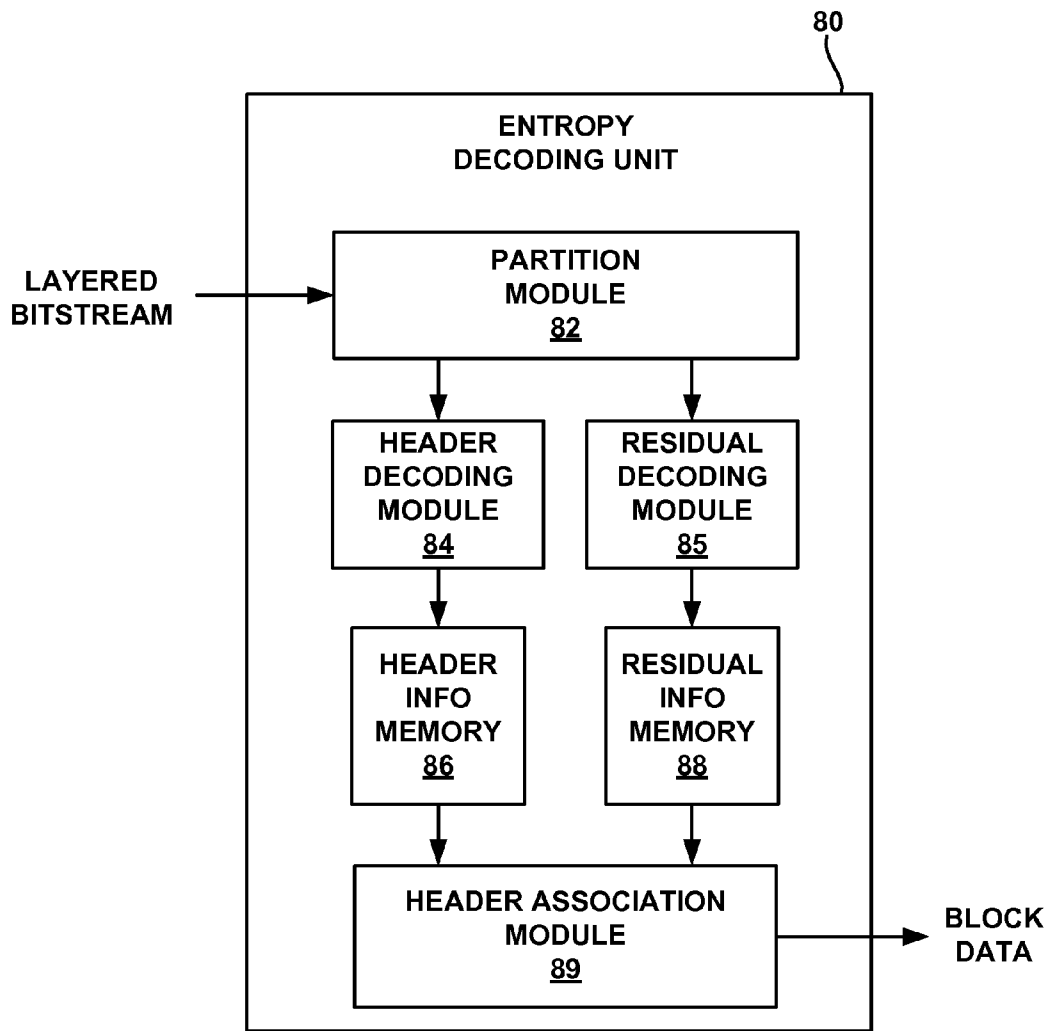 80
ENTROPY
DECODING UNIT
LAYERED
BITSTREAM
PARTITION
MODULE
82
HEADER
DECODING
MODULE
84
RESIDUAL
DECODING
MODULE
85
HEADER
INFO
MEMORY
86
RESIDUAL
INFO
MEMORY
88
HEADER ASSOCIATION
MODULE
89
BLOCK
DATA